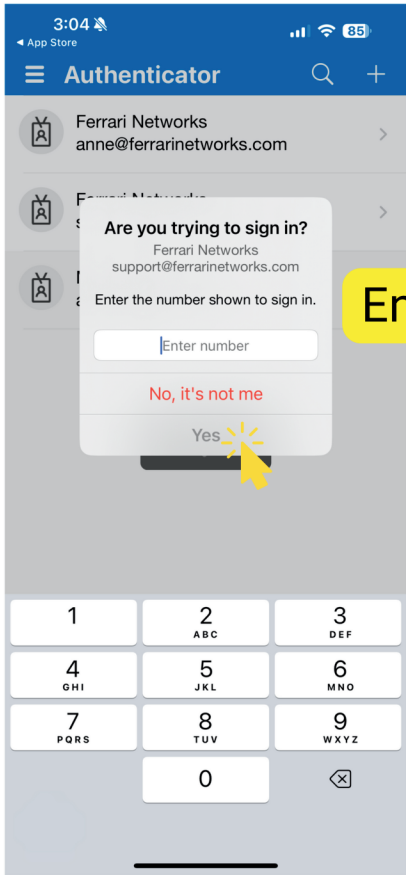 3:04
85
App Store
Authenticator
Ferrari Networks
anne@ferrarinetworks.com
Are you trying to sign in?
Ferrari Networks
support@ferrarinetworks.com
Enter the number shown to sign in.
Enter number
No, it's not me
Yes
1
2
ABC
3
DEF
4
GHI
5
JKL
6
MNO
7
PQRS
8
TUV
9
WXYZ
0